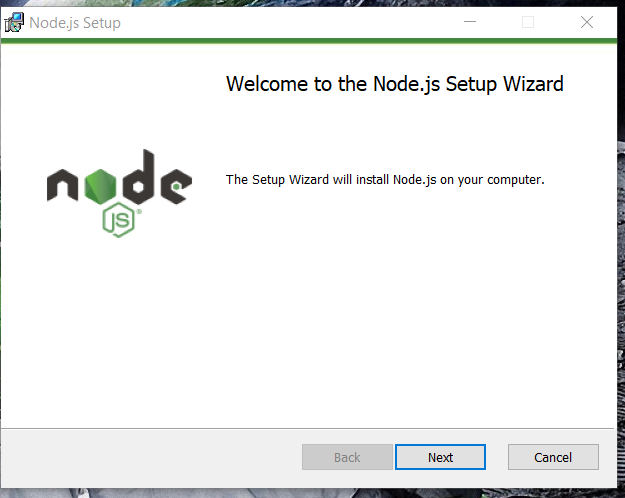 Node.js Setup
Welcome to the Node.js Setup Wizard
node
JS®
The Setup Wizard will install Node.js on your computer.
Back
Next
Cancel